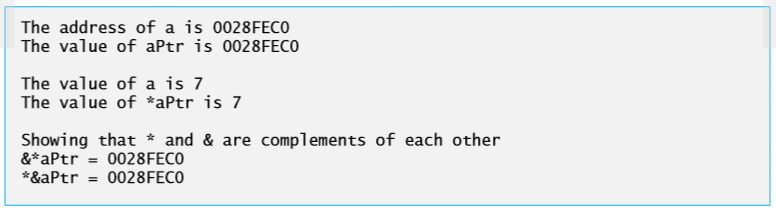 The address of a is 0028FEC0
The value of aPtr is 0028FEC0
The value of a is 7
The value of *aPtr is 7
Showing that * and & are complements of each other
&*aPtr = 0028FEC0
*&aPtr = 0028FEC0